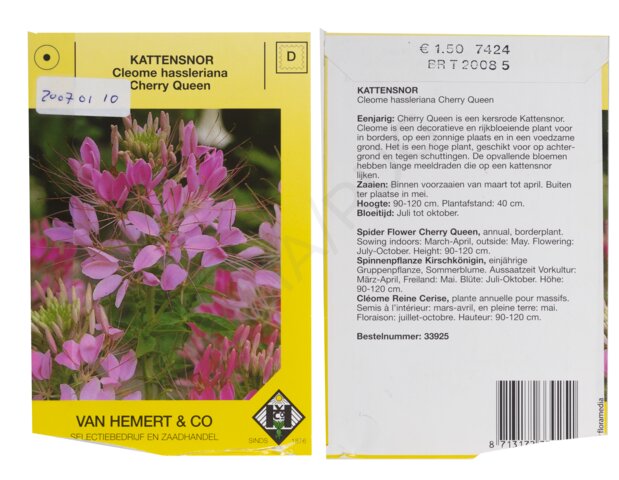 KATTENSNOR
Cleome hassleriana
Cherry Queen
D
2007 01 10
VAN HEMERT & CO
SELECTIEBEDRIJF EN ZAADHANDEL
SINDS 1876
€ 1.50 7424
BR T 2008 5
KATTENSNOR
Cleome hassleriana Cherry Queen
Eenjarig: Cherry Queen is een kersrode Kattensnor.
Cleome is een decoratieve en rijkbloeiende plant voor
in borders, op een zonnige plaats en in een voedzame
grond. Het is een hoge plant, geschikt voor op achter-
grond en tegen schuttingen. De opvallende bloemen
hebben lange meeldraden die op een kattensnor
lijken.
Zaaien: Binnen voorzaaien van maart tot april. Buiten
ter plaatse in mei.
Hoogte: 90-120 cm. Plantafstand: 40 cm.
Bloeitijd: Juli tot oktober.
Spider Flower Cherry Queen, annual, borderplant.
Sowing indoors: March-April, outside: May. Flowering:
July-October. Height: 90-120 cm.
Spinnenpflanze Kirschkönigin, einjährige
Gruppenpflanze, Sommerblume. Aussaatzeit Vorkultur:
März-April, Freiland: Mai. Blüte: Juli-Oktober. Höhe:
90-120 cm.
Cléome Reine Cerise, plante annuelle pour massifs.
Semis à l'intérieur: mars-avril, en pleine terre: mai.
Floraison: juillet-octobre. Hauteur: 90-120 cm.
Bestelnummer: 33925
8 713172
floramedia